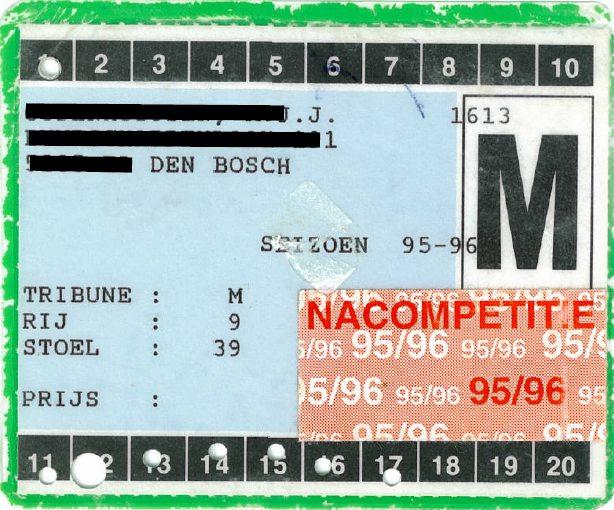 1 2 3 4 5 6 7 8 9 10
J.J. 1613
1
M
DEN BOSCH
SEIZOEN 95-96
TRIBUNE : M
RIJ : 9
STOEL : 39
PRIJS :
NACOMPETIT.E
95/96 95/96 95/96
95/96 95/96 95/96
11 12 13 14 15 16 17 18 19 20